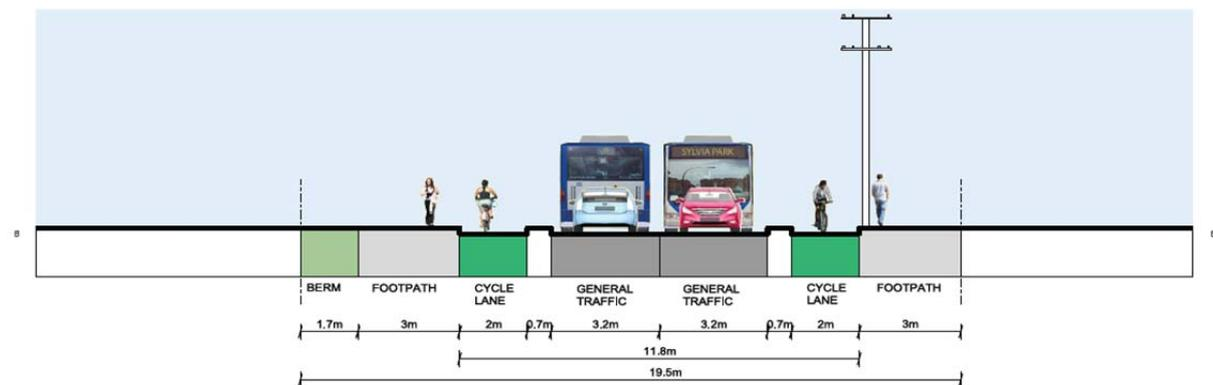 SYLVIA PARK
BERM
FOOTPATH
CYCLE
LANE
GENERAL
TRAFFIC
GENERAL
TRAFFIC
CYCLE
LANE
FOOTPATH
1.7m
3m
2m
0.7m
3.2m
3.2m
0.7m
2m
3m
11.8m
19.5m